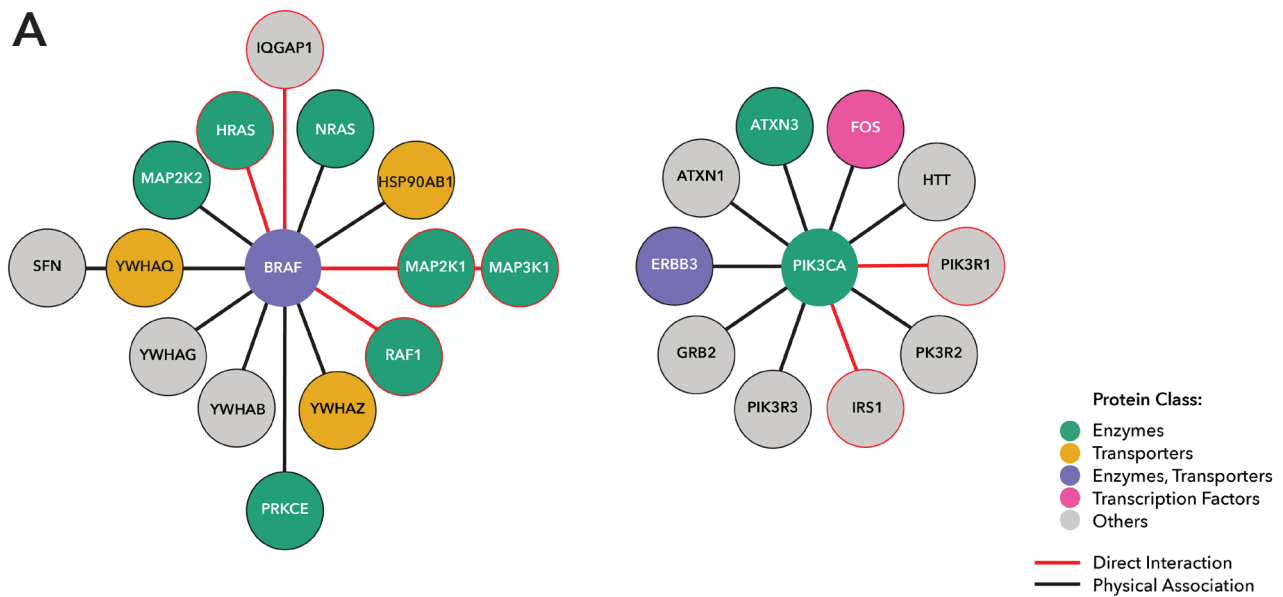 A
IQGAP1
HRAS
NRAS
MAP2K2
HSP90AB1
SFN
YWHAQ
BRAF
MAP2K1
MAP3K1
YWHAG
RAF1
YWHAB
YWHAZ
PRKCE
ATXN3
FOS
ATXN1
HTT
ERBB3
PIK3CA
PIK3R1
GRB2
PK3R2
PIK3R3
IRS1
Protein Class:
Enzymes
Transporters
Enzymes, Transporters
Transcription Factors
Others
Direct Interaction
Physical Association